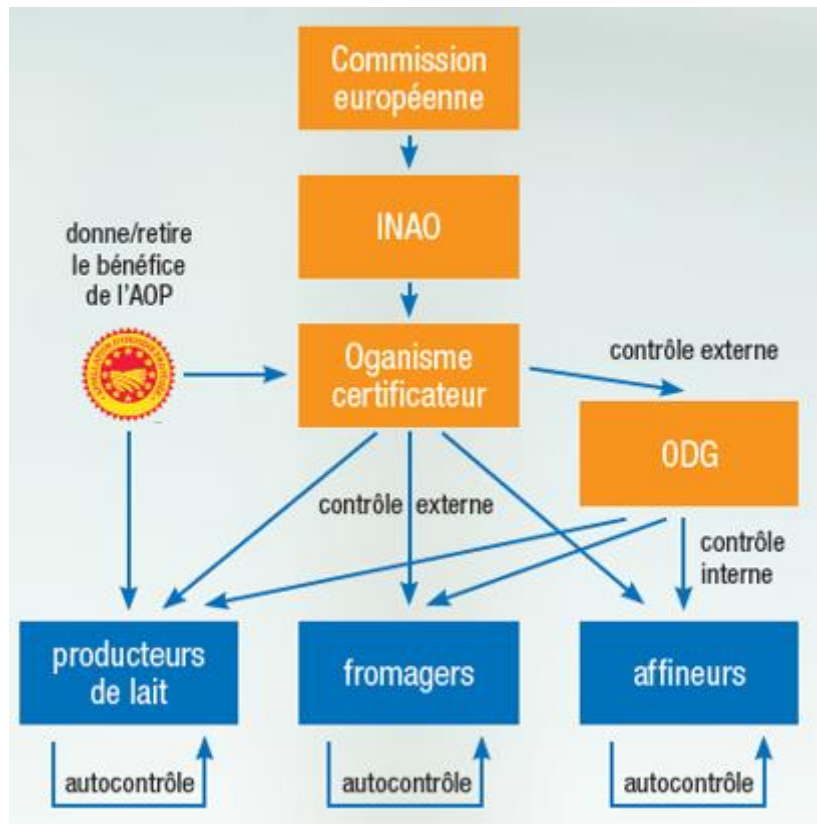 Commission
européenne
INAO
donne/retire
le bénéfice
de l'AOP
Oganisme
certificateur
contrôle externe
ODG
contrôle externe
contrôle
interne
producteurs
de lait
fromagers
affineurs
autocontrôle
autocontrôle
autocontrôle